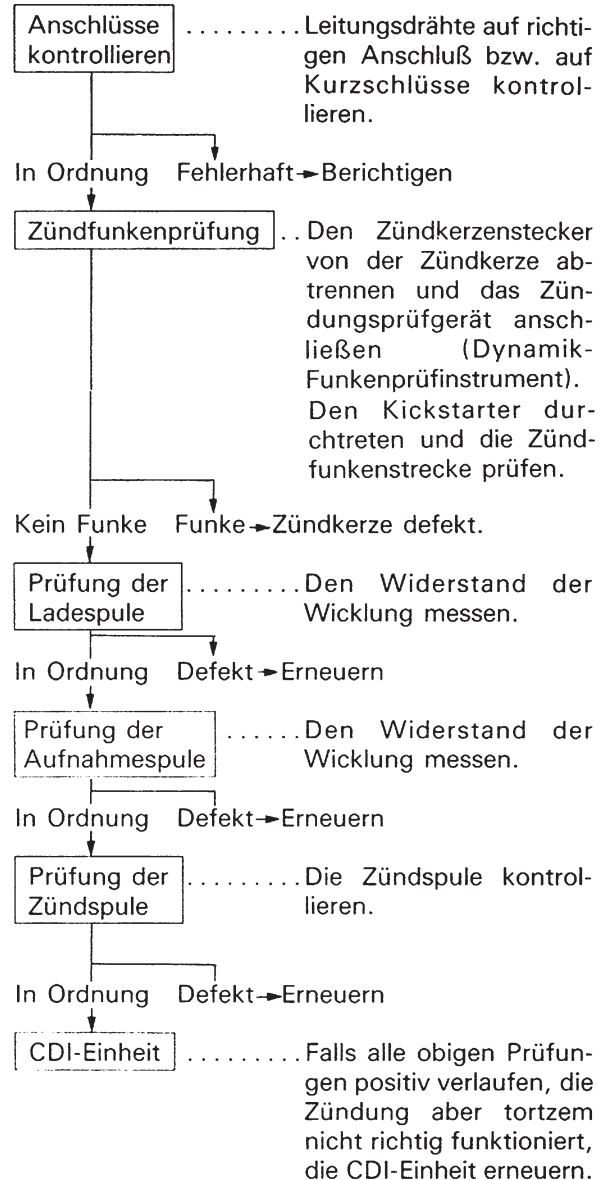 Anschlüsse ......... Leitungsdrähte auf richti-
kontrollieren gen Anschluß bzw. auf
Kurzschlüsse kontrol-
lieren.
In Ordnung Fehlerhaft→Berichtigen
Zündfunkenprüfung .. Den Zündkerzenstecker
von der Zündkerze ab-
trennen und das Zün-
dungsprüfgerät ansch-
ließen (Dynamik-
Funkenprüfinstrument).
Den Kickstarter dur-
chtreten und die Zünd-
funkenstrecke prüfen.
Kein Funke Funke→Zündkerze defekt.
Prüfung der ......... Den Widerstand der
Ladespule Wicklung messen.
In Ordnung Defekt→Erneuern
Prüfung der ...... Den Widerstand der
Aufnahmespule Wicklung messen.
In Ordnung Defekt→Erneuern
Prüfung der ......... Die Zündspule kontrol-
Zündspule lieren.
In Ordnung Defekt→Erneuern
CDI-Einheit ......... Falls alle obigen Prüfun-
gen positiv verlaufen, die
Zündung aber tortzem
nicht richtig funktioniert,
die CDI-Einheit erneuern.